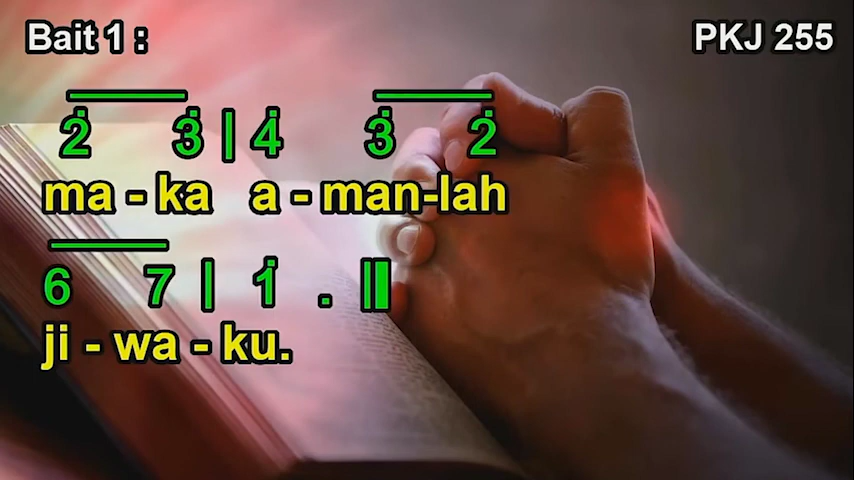 Bait 1 : PKJ 255
2̇ 3̇ | 4̇ 3̇ 2̇
ma - ka a - man-lah
6 7 | 1̇ . ||
ji - wa - ku.